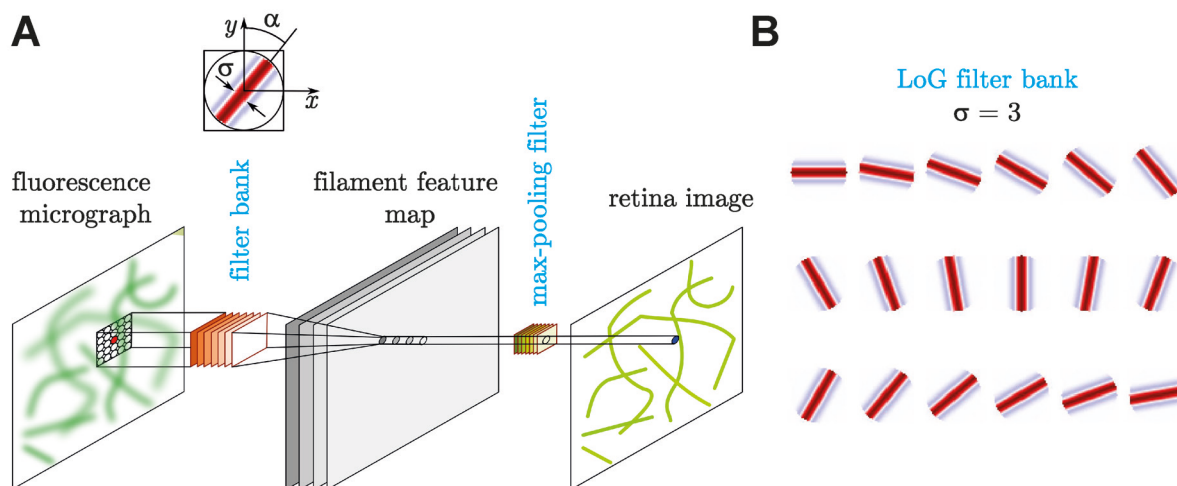 A
y
α
σ
x
fluorescence
micrograph
filter bank
filament feature
map
max-pooling filter
retina image
B
LoG filter bank
σ = 3